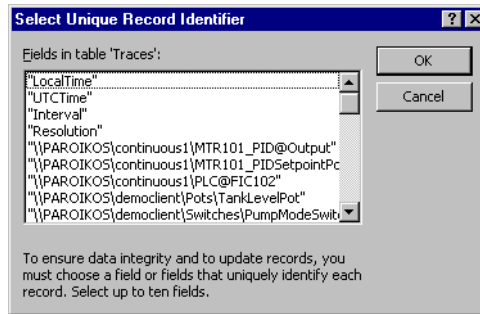 Select Unique Record Identifier
Fields in table 'Traces':
OK
"LocalTime"
"UTCTime"
Cancel
"Interval"
"Resolution"
"\\PAROIKOS\continuous1\MTR101_PID@Output"
"\\PAROIKOS\continuous1\MTR101_PIDSetpointPc
"\\PAROIKOS\continuous1\PLC@FIC102"
"\\PAROIKOS\democlient\Pots\TankLevelPot"
"\\PAROIKOS\democlient\Switches\PumpModeSwit
To ensure data integrity and to update records, you
must choose a field or fields that uniquely identify each
record. Select up to ten fields.